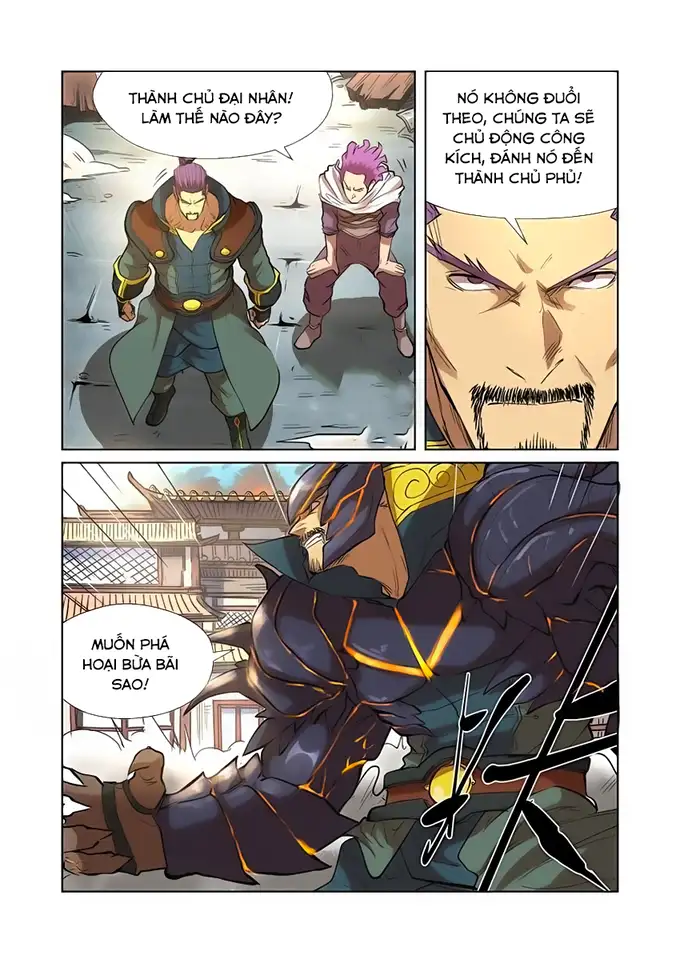 THÀNH CHỦ ĐẠI NHÂN!
LÀM THẾ NÀO ĐÂY?
NÓ KHÔNG ĐUỔI
THEO, CHÚNG TA SẼ
CHỦ ĐỘNG CÔNG
KÍCH, ĐÁNH NÓ ĐẾN
THÀNH CHỦ PHỦ!
MUỐN PHÁ
HOẠI BỪA BÃI
SAO!